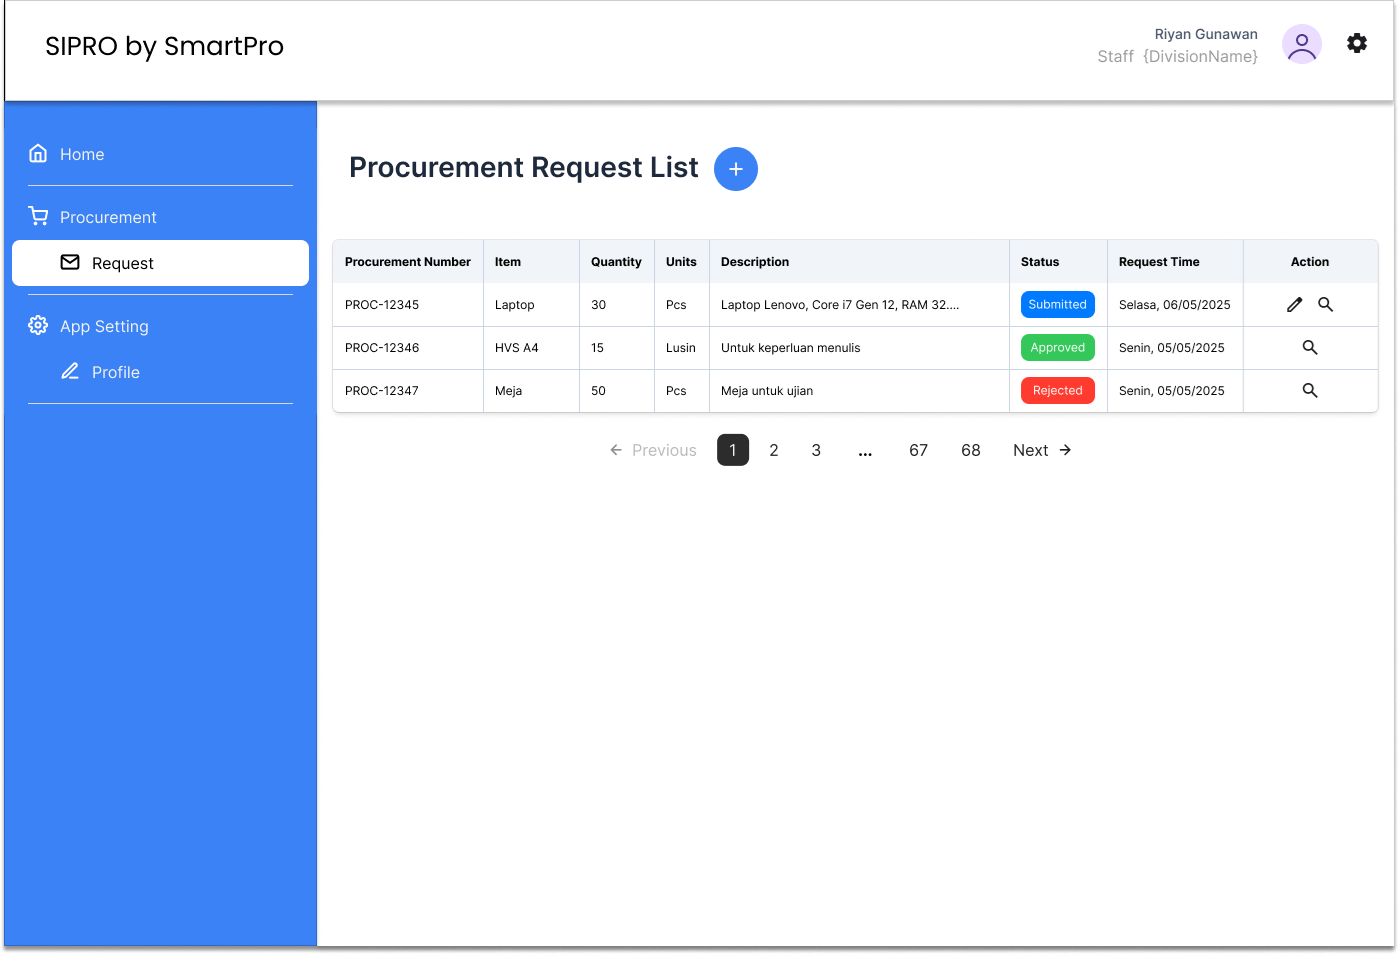 SIPRO by SmartPro
Riyan Gunawan
Staff {DivisionName}
Home
Procurement
Request
App Setting
Profile
Procurement Request List
Procurement Number Item Quantity Units Description Status Request Time Action
PROC-12345 Laptop 30 Pcs Laptop Lenovo, Core i7 Gen 12, RAM 32.... Submitted Selasa, 06/05/2025
PROC-12346 HVS A4 15 Lusin Untuk keperluan menulis Approved Senin, 05/05/2025
PROC-12347 Meja 50 Pcs Meja untuk ujian Rejected Senin, 05/05/2025
Previous 1 2 3 ... 67 68 Next